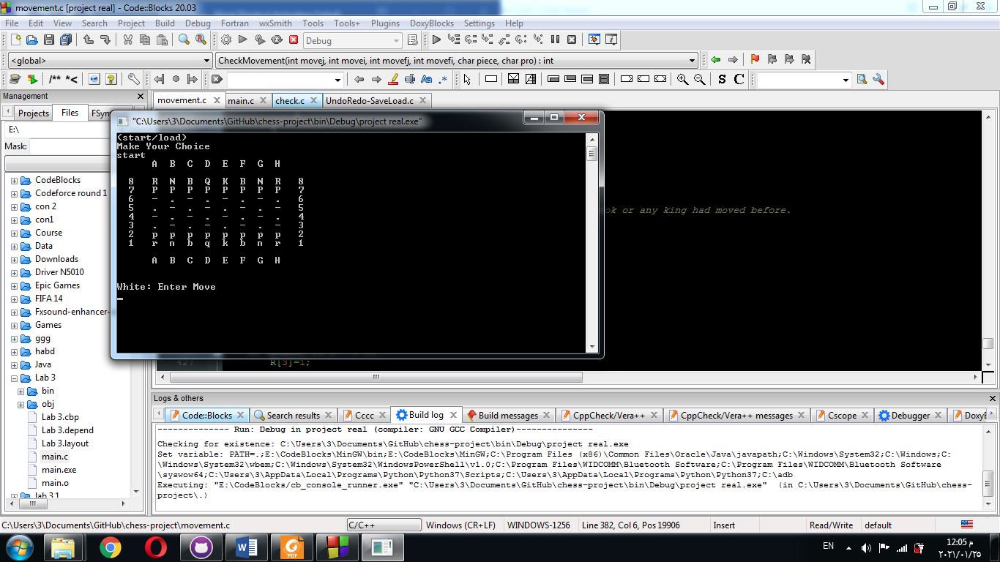 movement.c [project real] - Code::Blocks 20.03
File Edit View Search Project Build Debug Fortran wxSmith Tools Tools+ Plugins DoxyBlocks Settings Help
Debug
<global>
CheckMovement(int movej, int movei, int movefj, int movefi, char piece, char pro) : int
/** *< .* S C
Management
movement.c main.c check.c UndoRedo-SaveLoad.c
Projects Files FSym
E:\
Mask:
CodeBlocks
Codeforce round 1
con 2
con1
Course
Data
Downloads
Driver N5010
Epic Games
FIFA 14
Fxsound-enhancer-
Games
ggg
habd
Java
Lab 3
bin
obj
Lab 3.cbp
Lab 3.depend
Lab 3.layout
main.c
main.exe
main.o
lab 3.1
"C:\Users\3\Documents\GitHub\chess-project\bin\Debug\project real.exe"
(start/load)
Make Your Choice
start
A B C D E F G H
8 R N B Q K B N R 8
7 P P P P P P P P 7
6 - . - . - . - . 6
5 . - . - . - . - 5
4 - . - . - . - . 4
3 . - . - . - . - 3
2 p p p p p p p p 2
1 r n b q k b n r 1
A B C D E F G H
White: Enter Move
ok or any king had moved before.
427 R[3]=1;
Logs & others
Code::Blocks Search results Cccc Build log Build messages CppCheck/Vera++ CppCheck/Vera++ messages Cscope Debugger DoxyB
-------------- Run: Debug in project real (compiler: GNU GCC Compiler)---------------
Checking for existence: C:\Users\3\Documents\GitHub\chess-project\bin\Debug\project real.exe
Set variable: PATH=.;E:\CodeBlocks\MinGW\bin;E:\CodeBlocks\MinGW;C:\Program Files (x86)\Common Files\Oracle\Java\javapath;C:\Windows\System32;C:\Windows;C:
\Windows\System32\wbem;C:\Windows\System32\WindowsPowerShell\v1.0;C:\Program Files\WIDCOMM\Bluetooth Software;C:\Program Files\WIDCOMM\Bluetooth Software
\syswow64;C:\Users\3\AppData\Local\Programs\Python\Python37\Scripts;C:\Users\3\AppData\Local\Programs\Python\Python37;C:\adb
Executing: "E:\CodeBlocks/cb_console_runner.exe" "C:\Users\3\Documents\GitHub\chess-project\bin\Debug\project real.exe" (in C:\Users\3\Documents\GitHub\chess-
project\.)
C:\Users\3\Documents\GitHub\chess-project\movement.c C/C++ Windows (CR+LF) WINDOWS-1256 Line 382, Col 6, Pos 19906 Insert Read/Write default
PDF
EN
12:05 م
٢٠٢١/٠١/٢٥